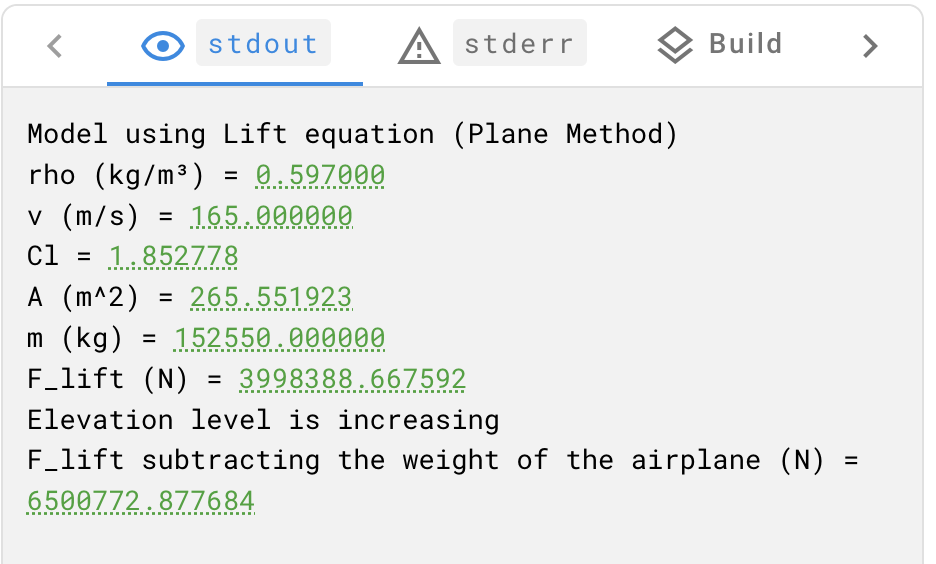 stdout stderr Build
Model using Lift equation (Plane Method)
rho (kg/m³) = 0.597000
v (m/s) = 165.000000
Cl = 1.852778
A (m^2) = 265.551923
m (kg) = 152550.000000
F_lift (N) = 3998388.667592
Elevation level is increasing
F_lift subtracting the weight of the airplane (N) =
6500772.877684